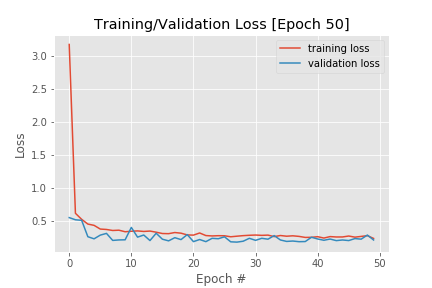 Training/Validation Loss [Epoch 50]
training loss
validation loss
3.0
2.5
2.0
1.5
1.0
0.5
Loss
0 10 20 30 40 50
Epoch #